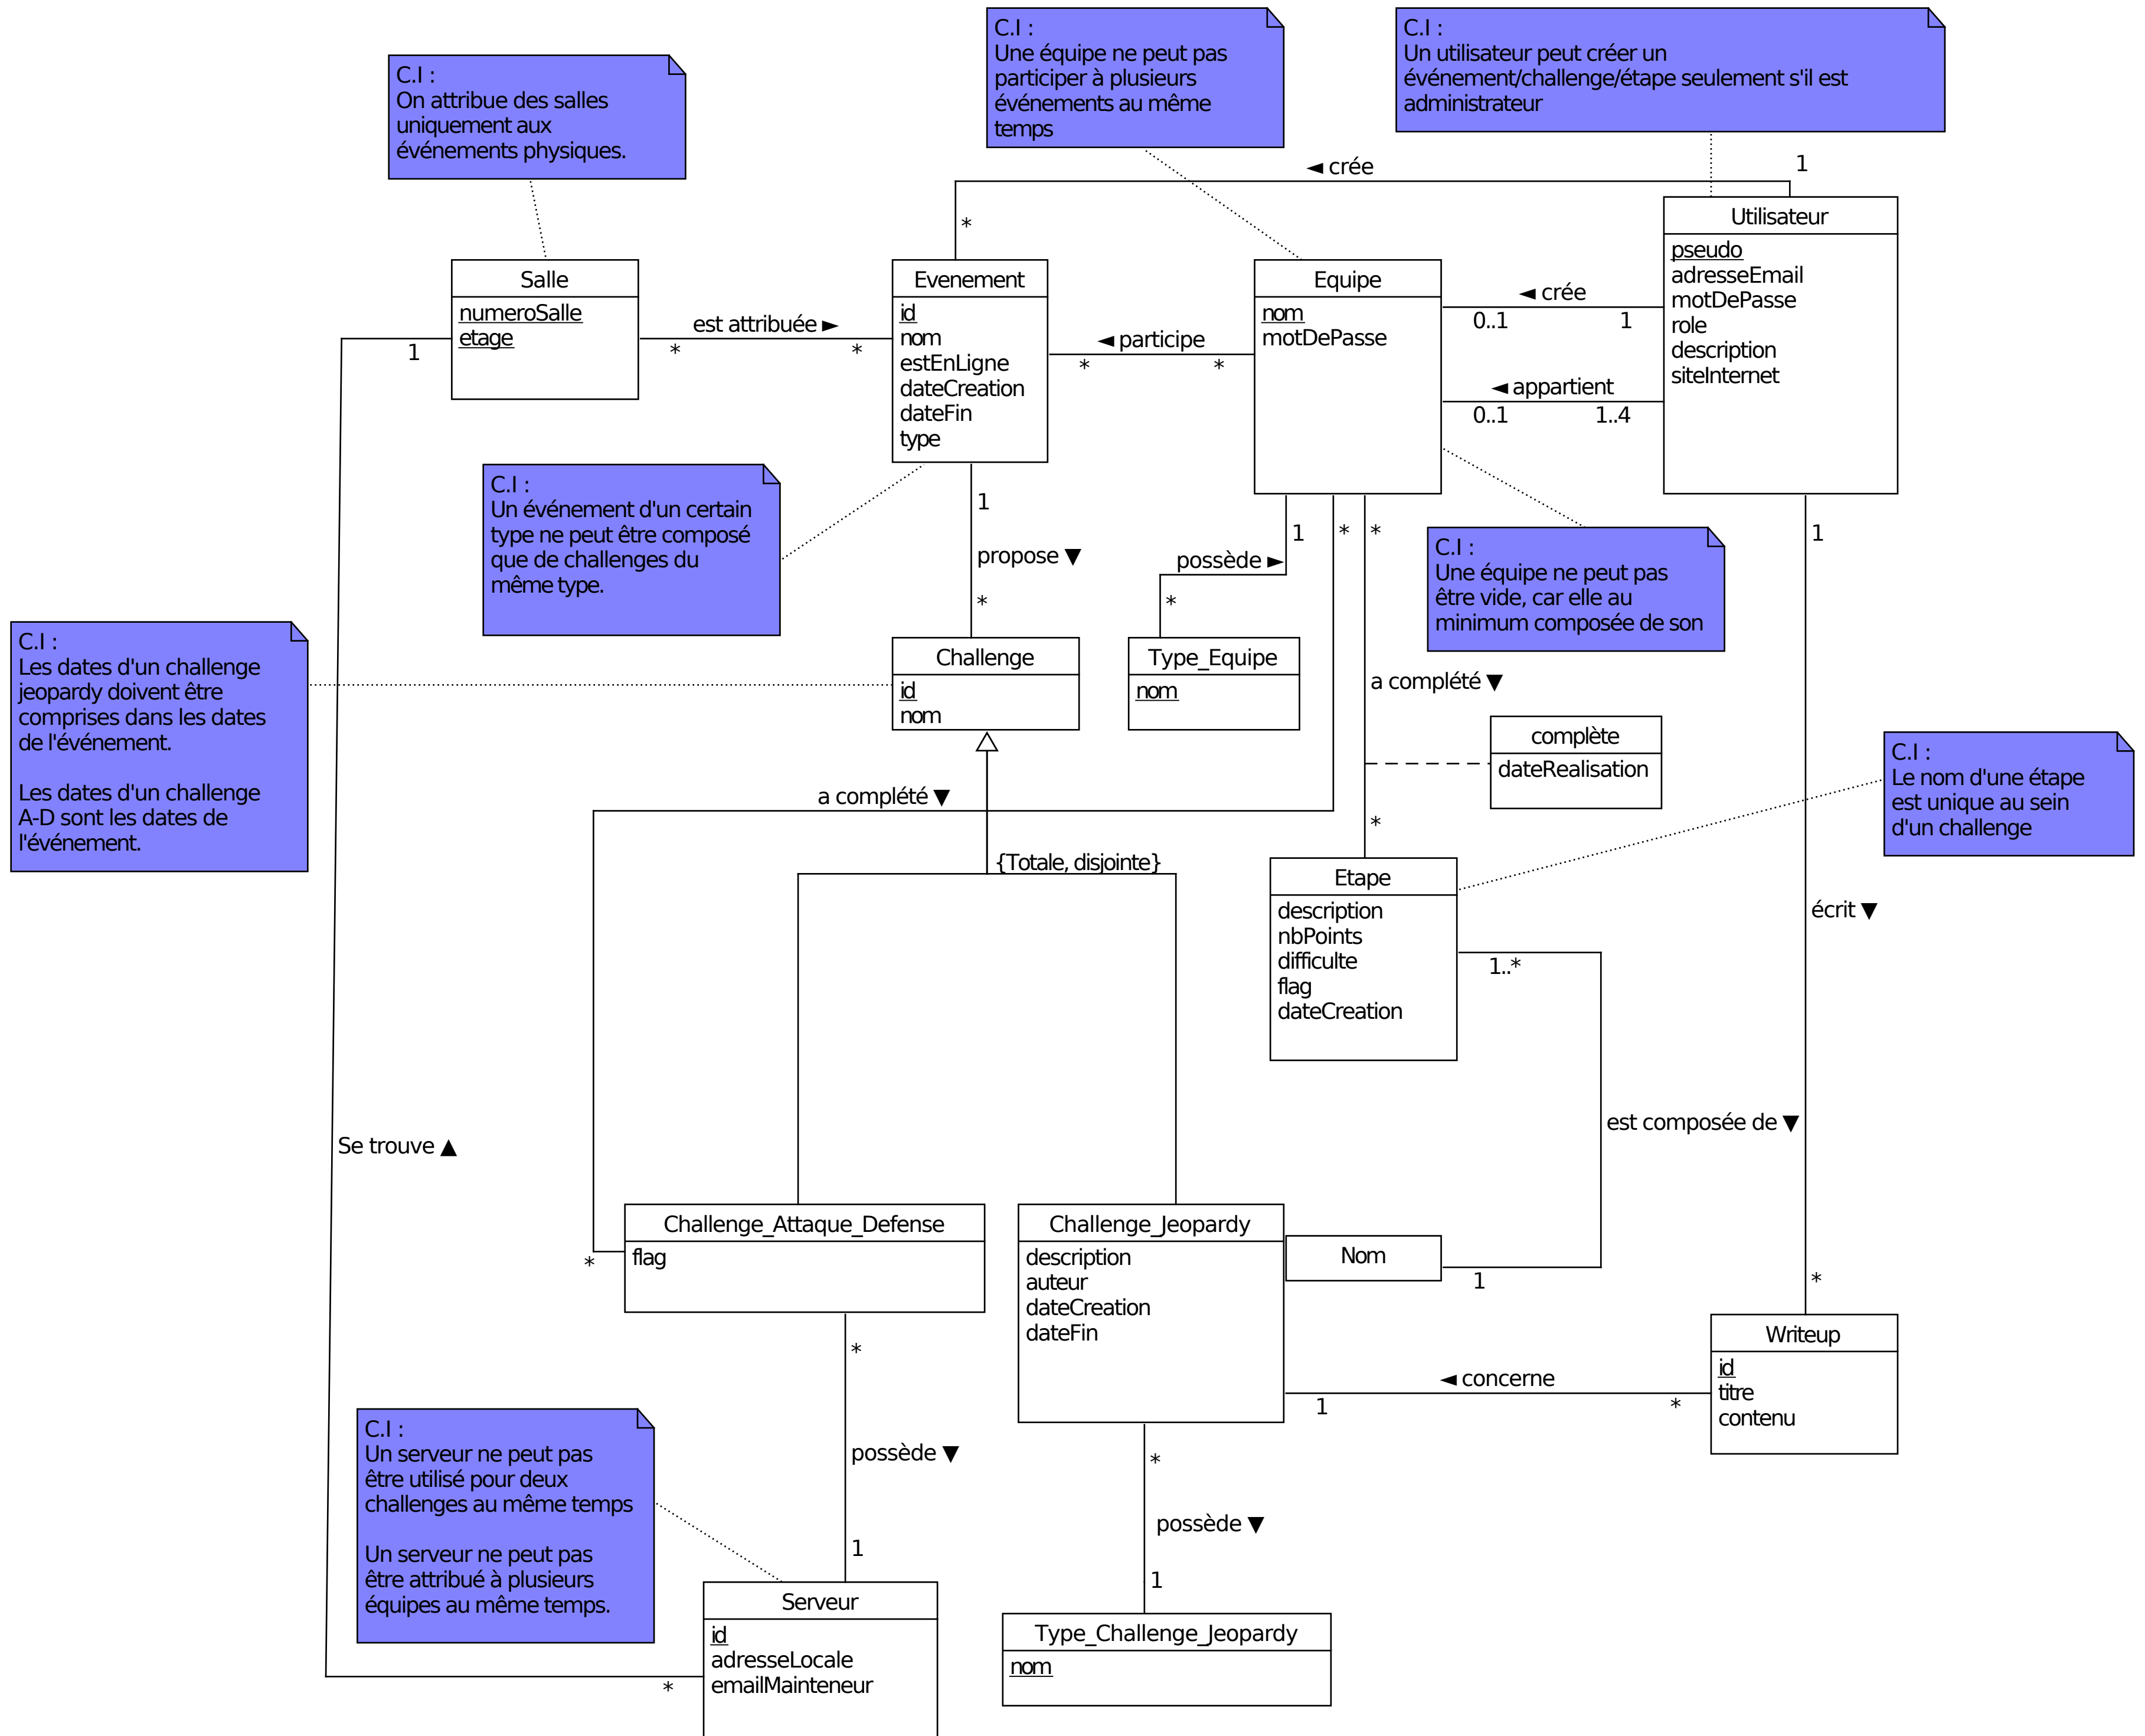 C.I :
Une équipe ne peut pas
participer à plusieurs
événements au même
temps
C.I :
Un utilisateur peut créer un
événement/challenge/étape seulement s'il est
administrateur
C.I :
On attribue des salles
uniquement aux
événements physiques.
◄ crée
1
*
Salle
numeroSalle
etage
est attribuée ►
*
*
1
Evenement
id
nom
estEnLigne
dateCreation
dateFin
type
◄ participe
*
*
Equipe
nom
motDePasse
◄ crée
0..1
1
◄ appartient
0..1
1..4
Utilisateur
pseudo
adresseEmail
motDePasse
role
description
siteInternet
C.I :
Un événement d'un certain
type ne peut être composé
que de challenges du
même type.
1
propose ▼
*
1
possède ►
*
*
*
C.I :
Une équipe ne peut pas
être vide, car elle au
minimum composée de son
1
C.I :
Les dates d'un challenge
jeopardy doivent être
comprises dans les dates
de l'événement.
Les dates d'un challenge
A-D sont les dates de
l'événement.
Challenge
id
nom
Type_Equipe
nom
a complété ▼
complète
dateRealisation
*
C.I :
Le nom d'une étape
est unique au sein
d'un challenge
a complété ▼
{Totale, disjointe}
Etape
description
nbPoints
difficulte
flag
dateCreation
1..*
écrit ▼
est composée de ▼
Se trouve ▲
Challenge_Attaque_Defense
flag
*
Challenge_Jeopardy
description
auteur
dateCreation
dateFin
Nom
1
*
Writeup
id
titre
contenu
◄ concerne
1
*
*
possède ▼
1
*
possède ▼
1
C.I :
Un serveur ne peut pas
être utilisé pour deux
challenges au même temps
Un serveur ne peut pas
être attribué à plusieurs
équipes au même temps.
Serveur
id
adresseLocale
emailMainteneur
*
Type_Challenge_Jeopardy
nom